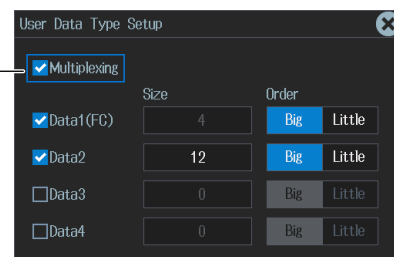 User Data Type Setup
Multiplexing
Size Order
Data1(FC) 4 Big Little
Data2 12 Big Little
Data3 0 Big Little
Data4 0 Big Little